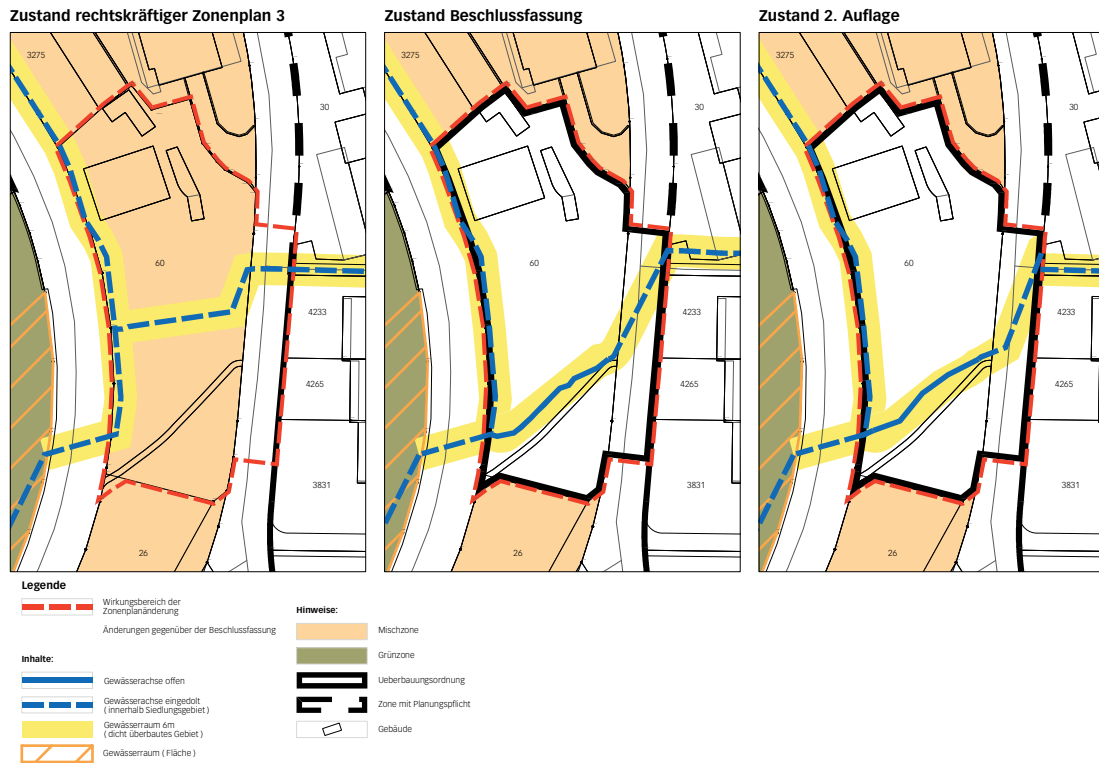 Zustand rechtskräftiger Zonenplan 3
Zustand Beschlussfassung
Zustand 2. Auflage
3275
30
60
4233
4265
3831
26
3275
30
60
4233
4265
3831
26
3275
30
60
4233
4265
3831
26
Legende
Wirkungsbereich der
Zonenplanänderung
Änderungen gegenüber der Beschlussfassung
Inhalte:
Gewässerachse offen
Gewässerachse eingedolt
( innerhalb Siedlungsgebiet )
Gewässerraum 6m
( dicht überbautes Gebiet )
Gewässerraum ( Fläche )
Hinweise:
Mischzone
Grünzone
Ueberbauungsordnung
Zone mit Planungspflicht
Gebäude